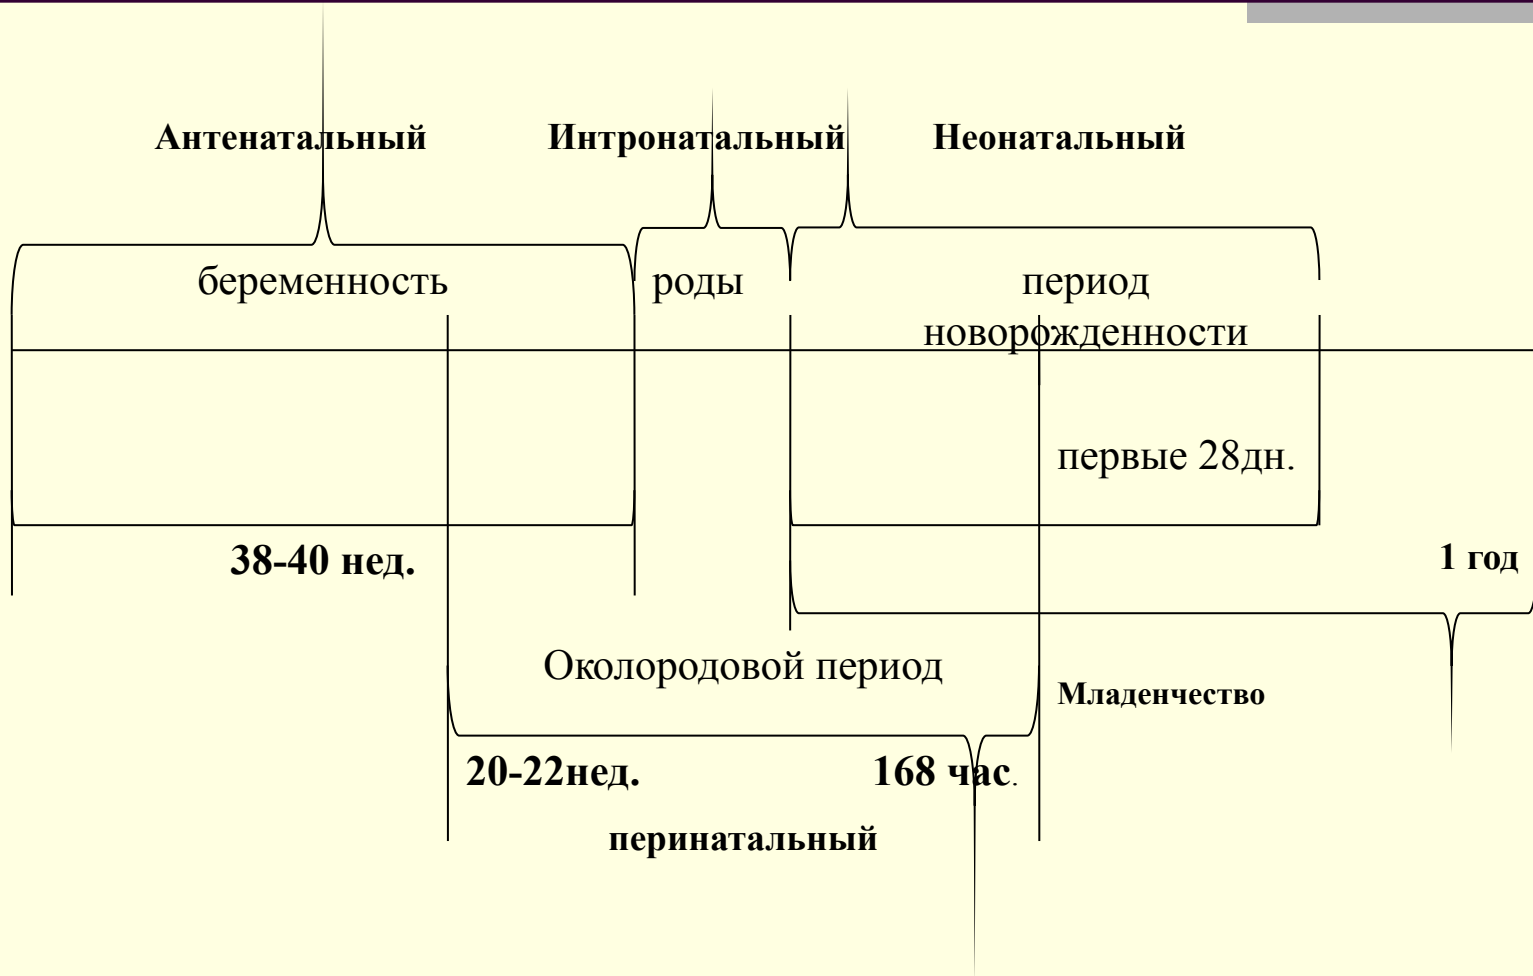 Антенатальный
Интронатальный
Неонатальный
беременность
роды
период
новорожденности
первые 28дн.
38-40 нед.
1 год
Околородовой период
Младенчество
20-22нед.
168 час.
перинатальный